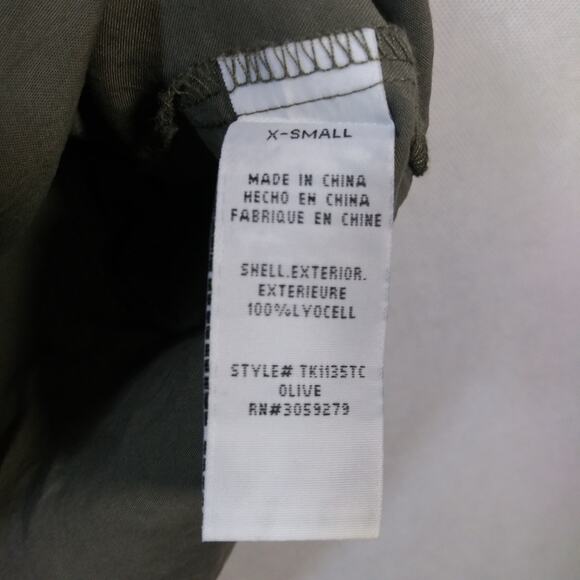 X-SMALL
MADE IN CHINA
HECHO EN CHINA
FABRIQUE EN CHINE
SHELL.EXTERIOR.
EXTERIEURE
100%LYOCELL
STYLE# TK1135TC
OLIVE
RN#3059279